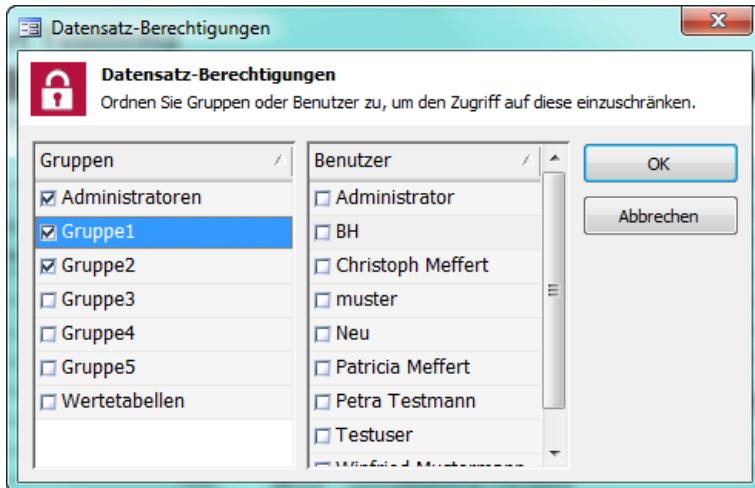 Datensatz-Berechtigungen
Datensatz-Berechtigungen
Ordnen Sie Gruppen oder Benutzer zu, um den Zugriff auf diese einzuschränken.
Gruppen
Administratoren
Gruppe1
Gruppe2
Gruppe3
Gruppe4
Gruppe5
Wertetabellen
Benutzer
Administrator
BH
Christoph Meffert
muster
Neu
Patricia Meffert
Petra Testmann
Testuser
Winfried Mustermann
OK
Abbrechen